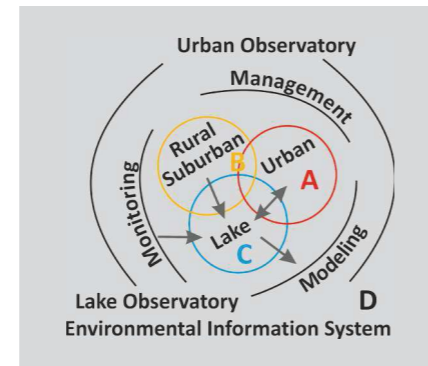 Urban Observatory
Management
Rural
Suburban
B
Urban
A
Monitoring
Lake
C
Modeling
Lake Observatory
D
Environmental Information System